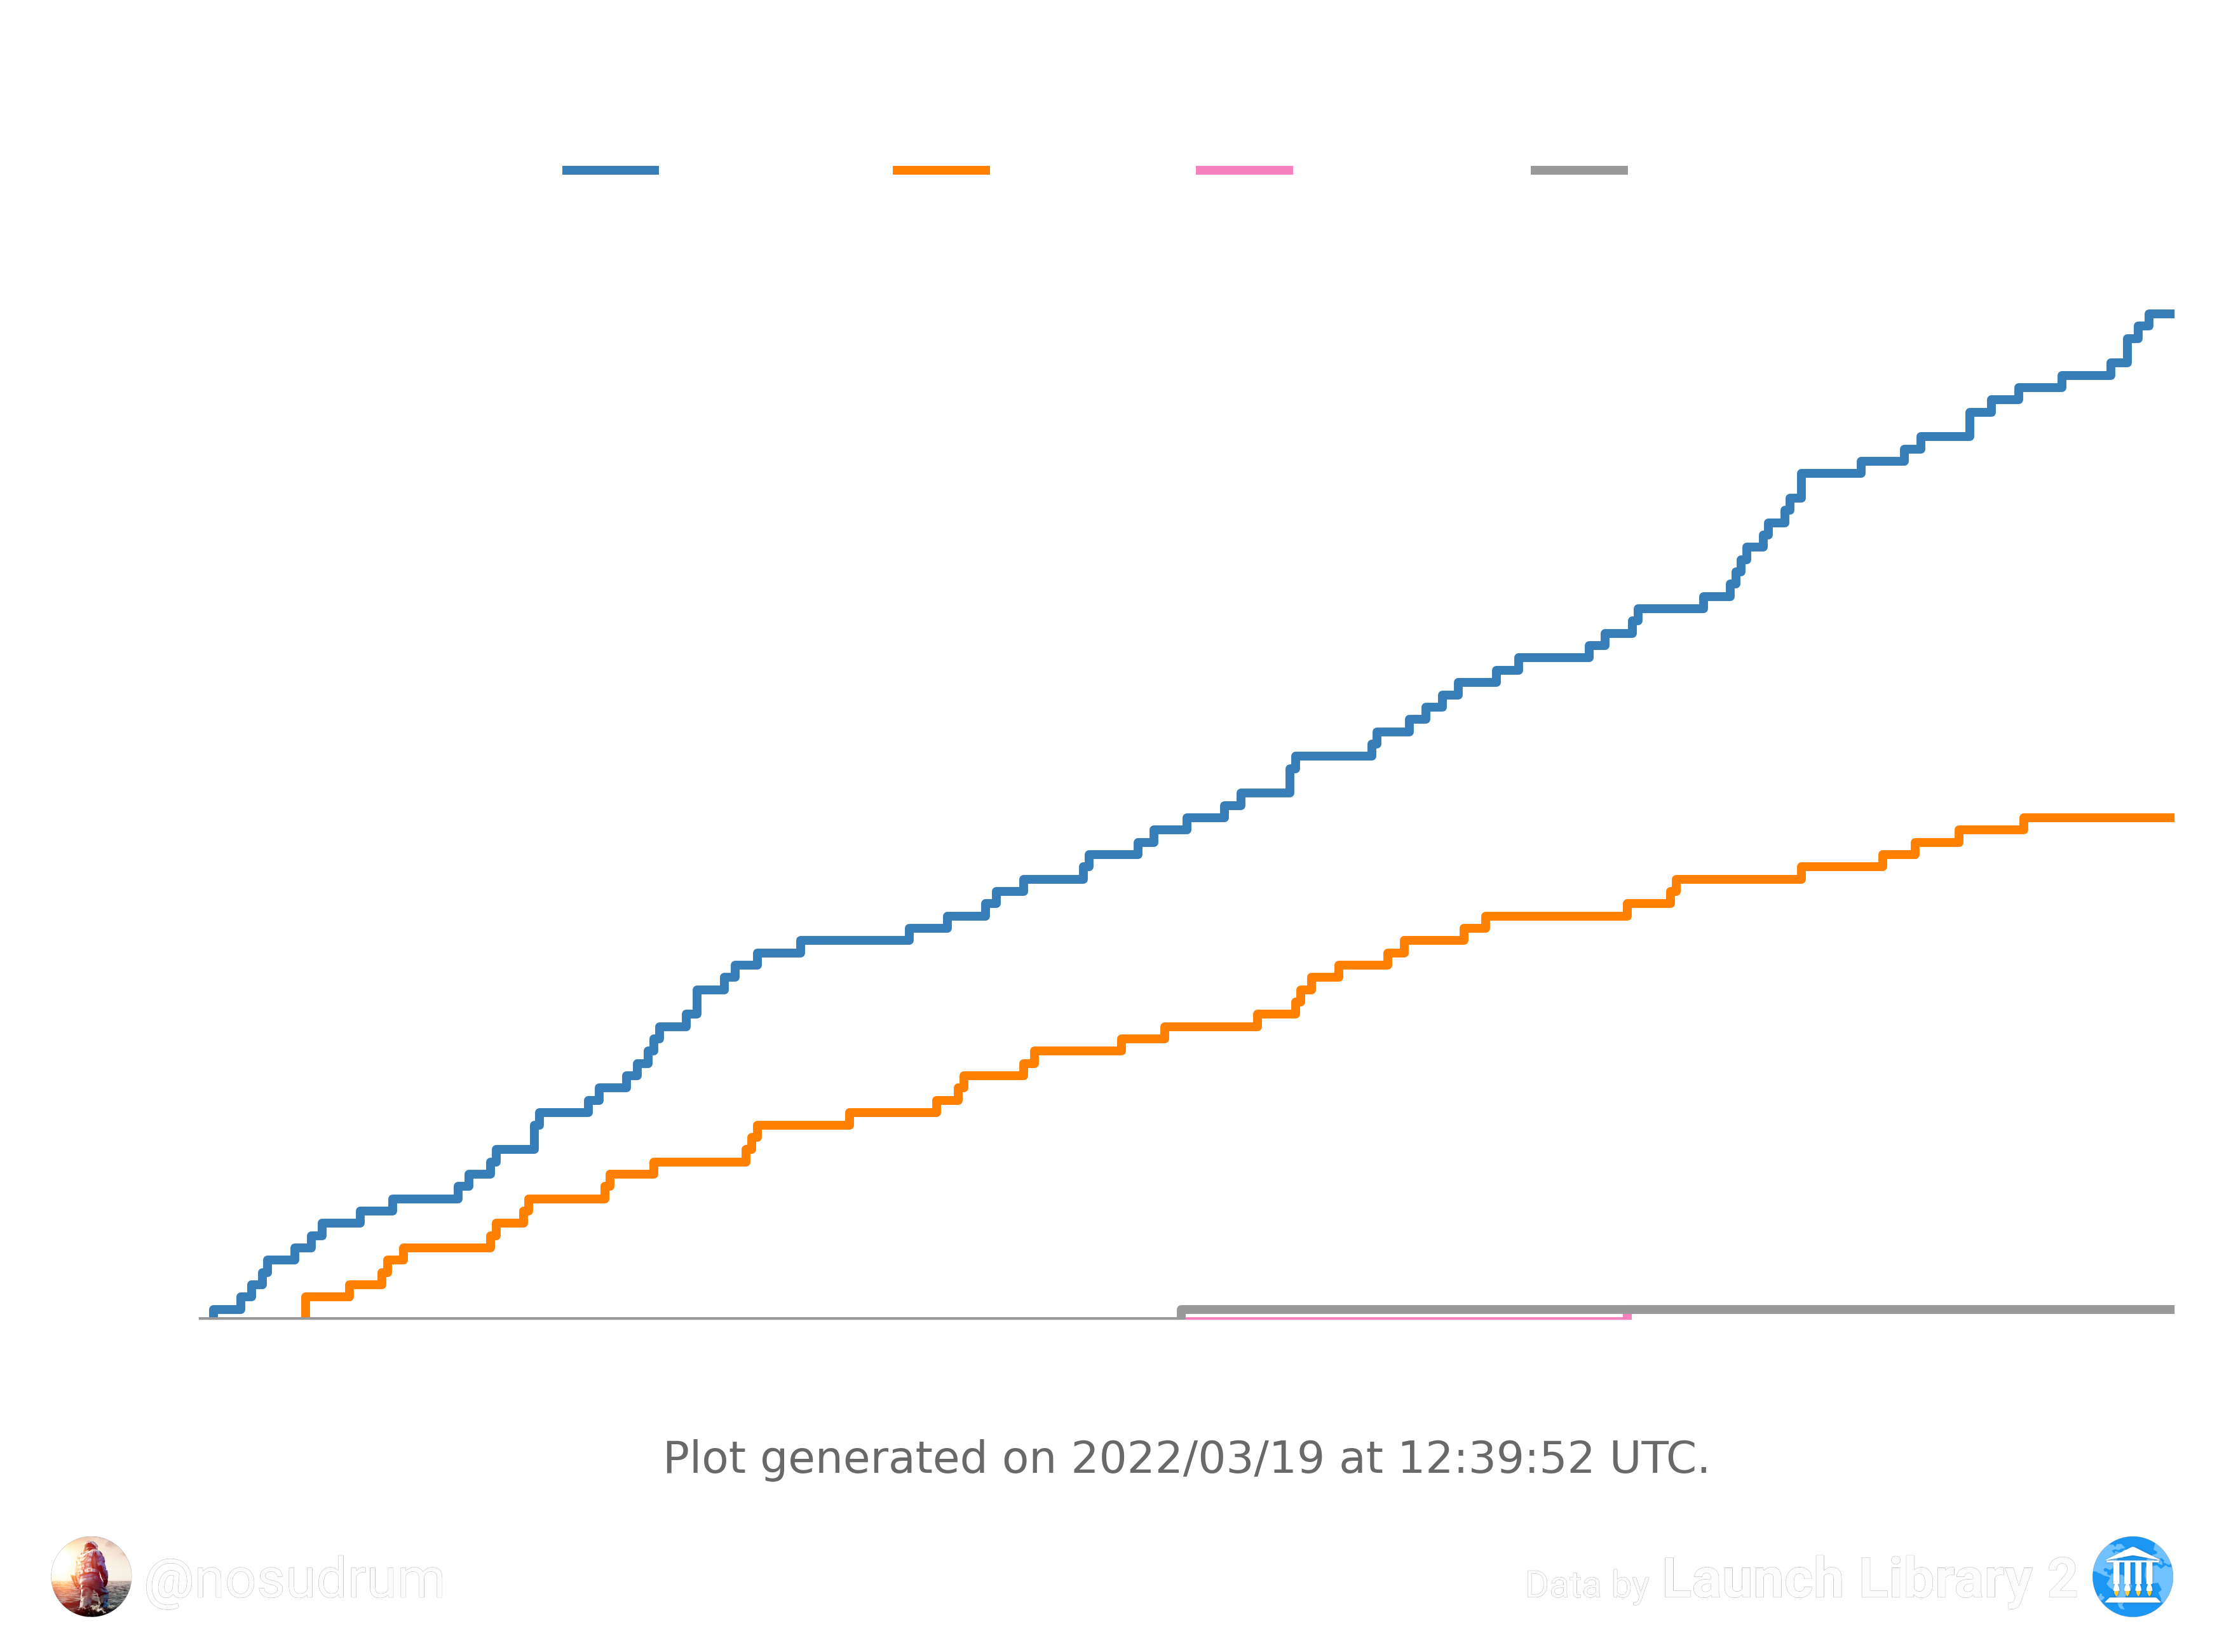 Plot generated on 2022/03/19 at 12:39:52 UTC.
@nosudrum
Data by Launch Library 2